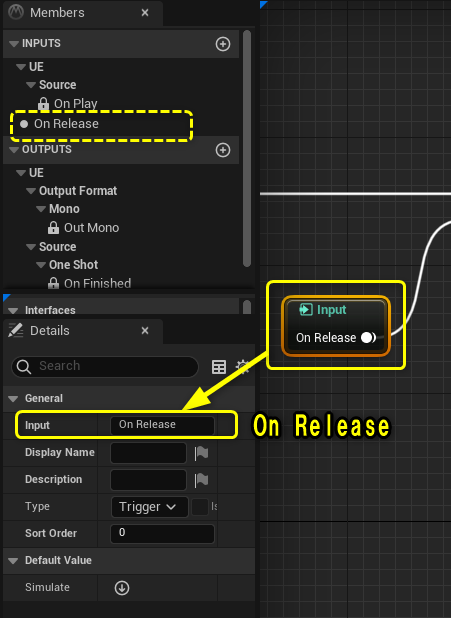 Members
INPUTS
UE
Source
On Play
On Release
OUTPUTS
UE
Output Format
Mono
Out Mono
Source
One Shot
On Finished
Interfaces
Details
Search
General
Input On Release
Display Name
Description
Type Trigger Is
Sort Order 0
Default Value
Simulate
Input
On Release
On Release